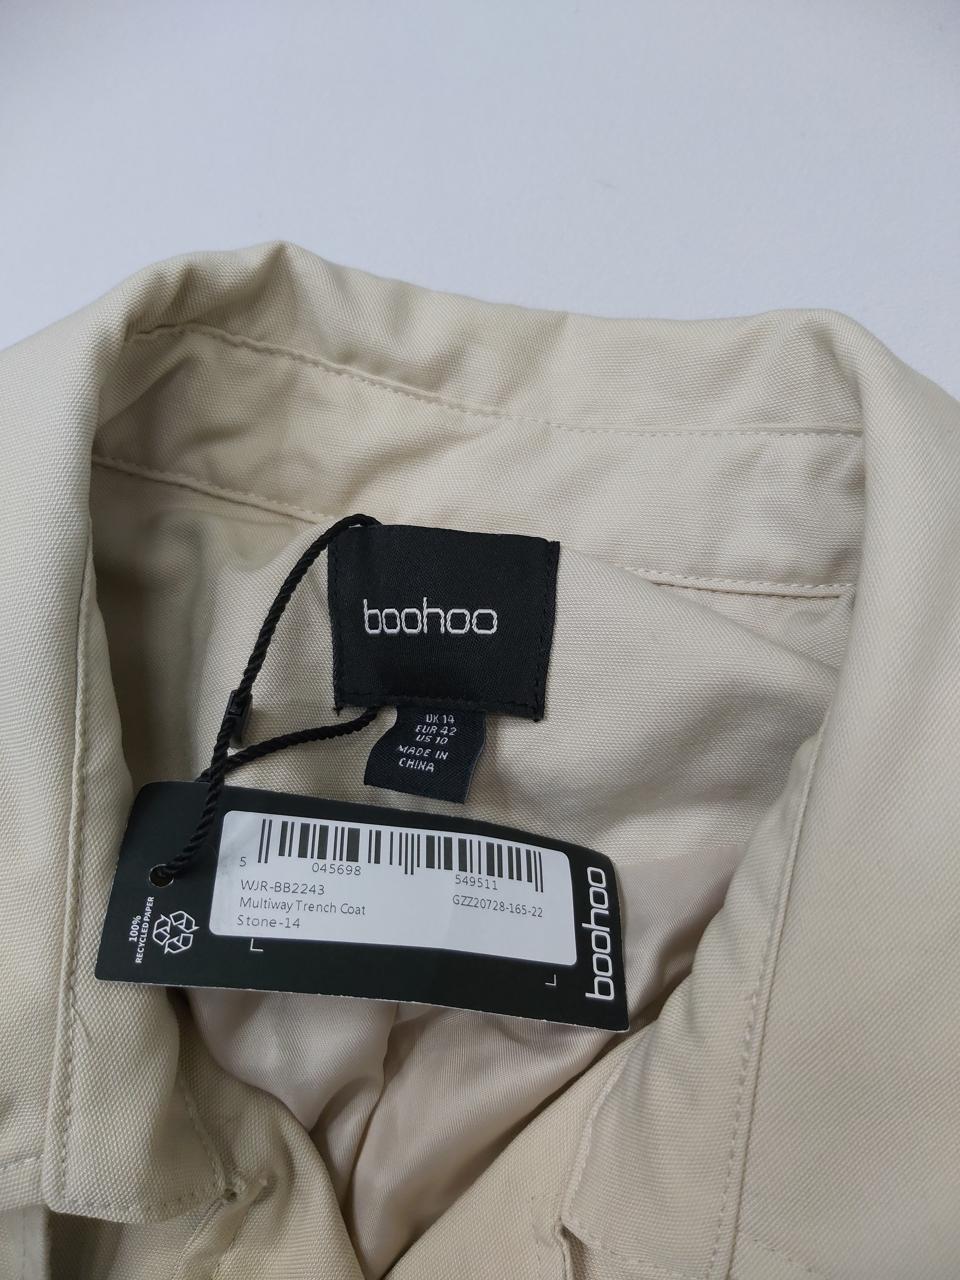 boohoo
UK 14
EUR 42
US 10
MADE IN
CHINA
5 045698 549511
WJR-BB2243
GZZ20728-165-22
Multiway Trench Coat
Stone-14
100%
RECYCLED PAPER
boohoo